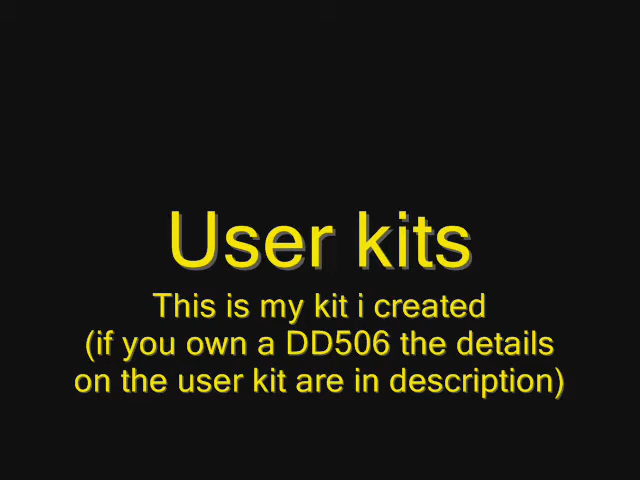 User kits
This is my kit i created
(if you own a DD506 the details
on the user kit are in description)